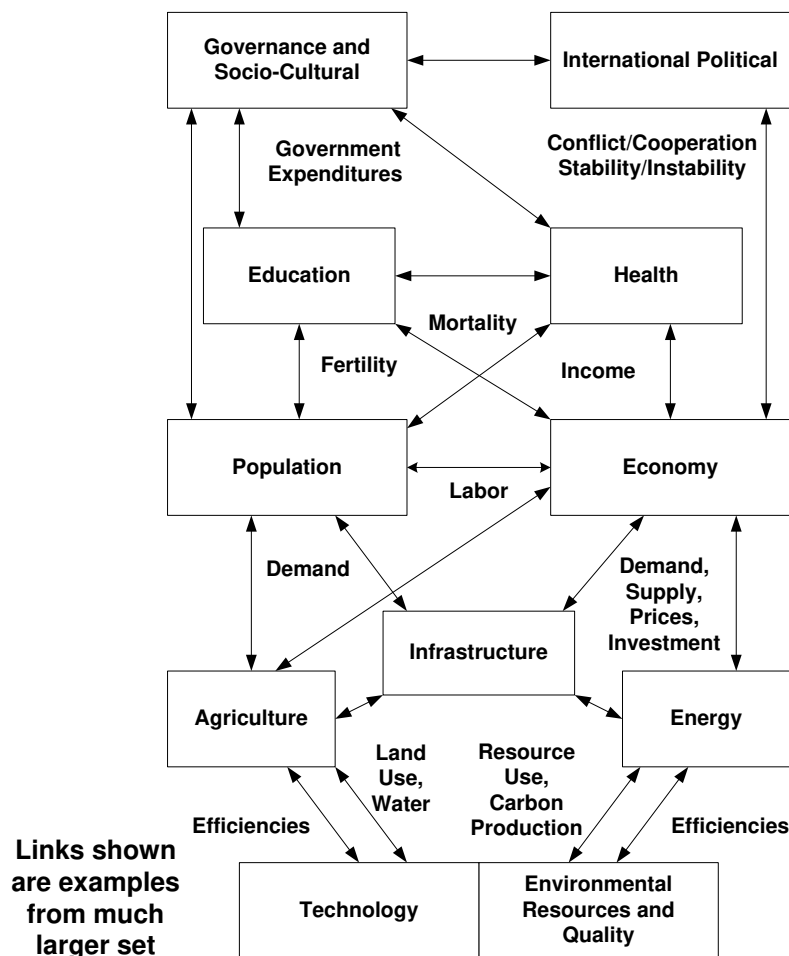 Governance and
Socio-Cultural
International Political
Government
Expenditures
Conflict/Cooperation
Stability/Instability
Education
Health
Mortality
Fertility
Income
Population
Economy
Labor
Demand
Demand,
Supply,
Prices,
Investment
Infrastructure
Agriculture
Energy
Land
Use,
Water
Resource
Use,
Carbon
Production
Efficiencies
Efficiencies
Links shown
are examples
from much
larger set
Technology
Environmental
Resources and
Quality